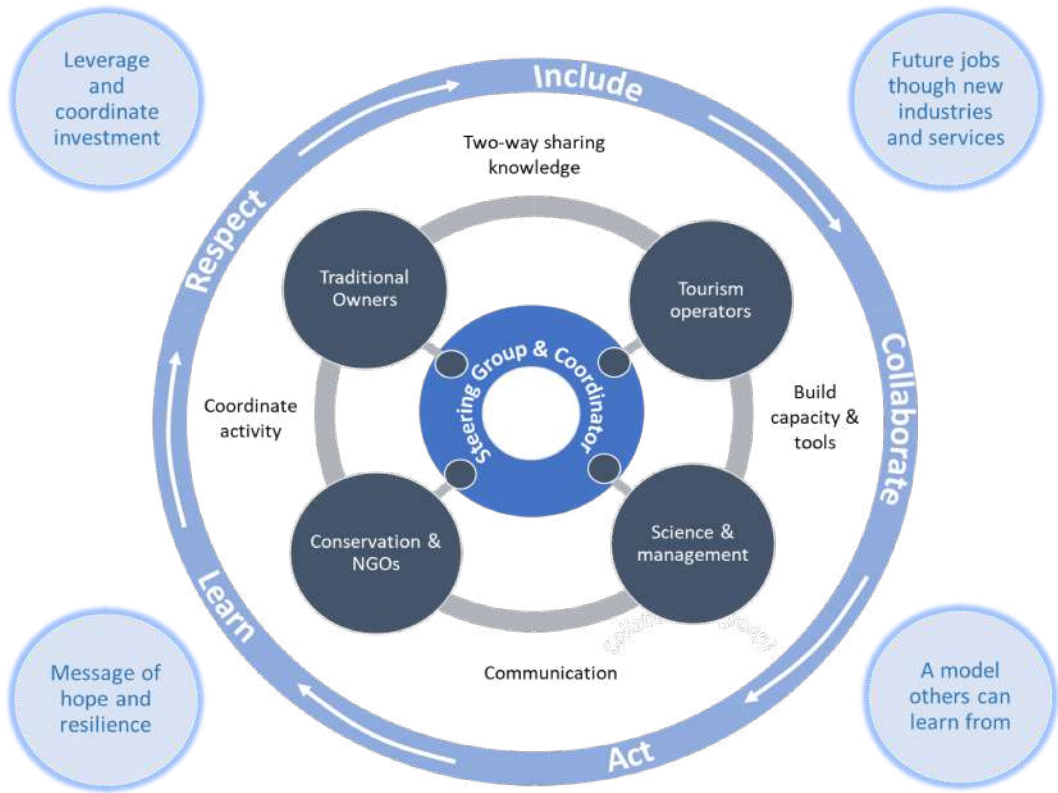 Leverage
and
coordinate
investment
Include
Future jobs
though new
industries
and services
Two-way sharing
knowledge
Respect
Traditional
Owners
Tourism
operators
Steering Group & Coordinator
Collaborate
Coordinate
activity
Build
capacity &
tools
Conservation &
NGOs
Science &
management
Learn
Communication
Message of
hope and
resilience
Act
A model
others can
learn from